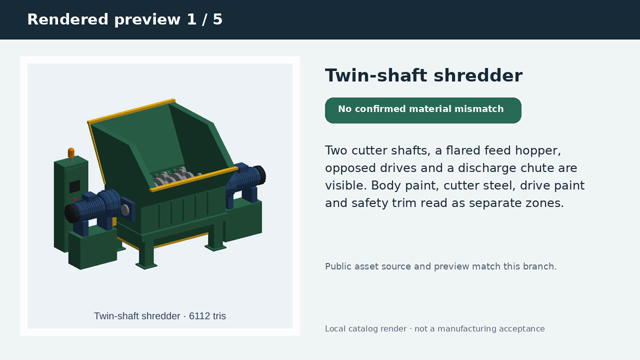 Rendered preview 1 / 5
Twin-shaft shredder
No confirmed material mismatch
Two cutter shafts, a flared feed hopper,
opposed drives and a discharge chute are
visible. Body paint, cutter steel, drive paint
and safety trim read as separate zones.
Public asset source and preview match this branch.
Twin-shaft shredder · 6112 tris
Local catalog render · not a manufacturing acceptance